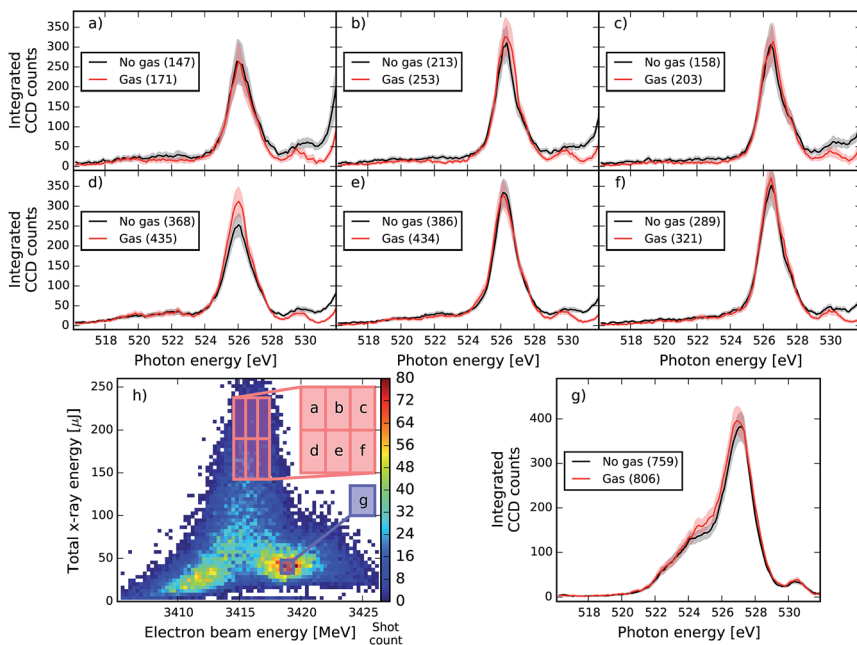 a) b) c)
350
300
250
200
150
100
50
0
Integrated
CCD counts
No gas (147)
Gas (171)
No gas (213)
Gas (253)
No gas (158)
Gas (203)
d) e) f)
350
300
250
200
150
100
50
0
Integrated
CCD counts
No gas (368)
Gas (435)
No gas (386)
Gas (434)
No gas (289)
Gas (321)
518 520 522 524 526 528 530 518 520 522 524 526 528 530 518 520 522 524 526 528 530
Photon energy [eV] Photon energy [eV] Photon energy [eV]
h)
250
200
150
100
50
0
Total x-ray energy [μJ]
a b c
d e f
g
3410 3415 3420 3425
Electron beam energy [MeV]
80
72
64
56
48
40
32
24
16
8
0
Shot
count
g)
400
300
200
100
0
Integrated
CCD counts
No gas (759)
Gas (806)
518 520 522 524 526 528 530
Photon energy [eV]